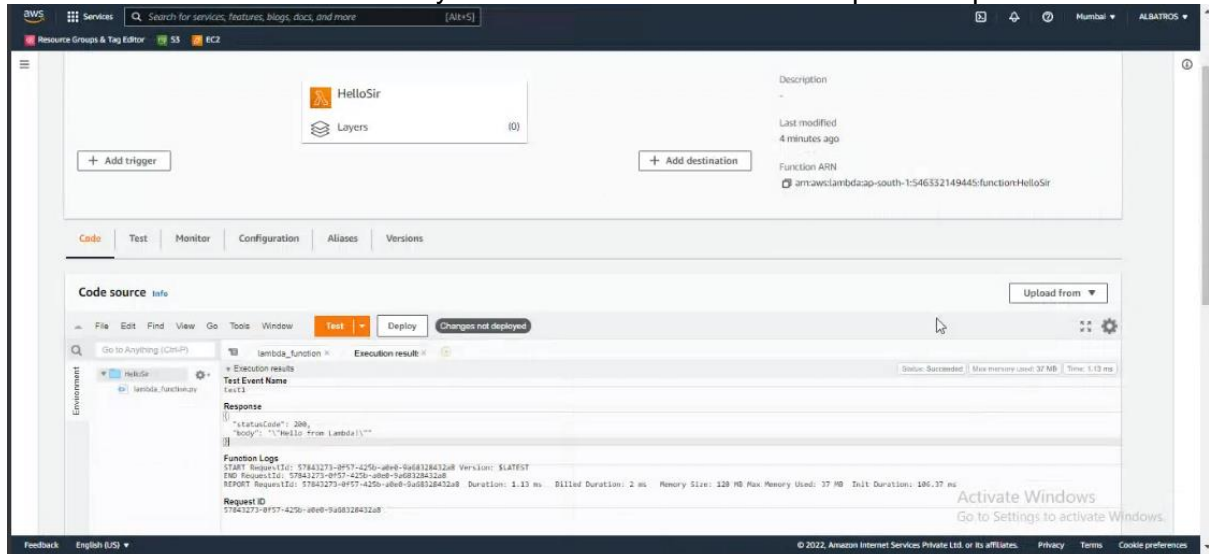 aws Services Search for services, features, blogs, docs, and more [Alt+S] Mumbai ALBATROS
Resource Groups & Tag Editor S3 EC2
HelloSir
Layers (0)
+ Add trigger
+ Add destination
Description
-
Last modified
4 minutes ago
Function ARN
arn:aws:lambda:ap-south-1:546332149445:function:HelloSir
Code Test Monitor Configuration Aliases Versions
Code source Info
Upload from
File Edit Find View Go Tools Window Test Deploy Changes not deployed
Go to Anything (Ctrl-P) lambda_function × Execution result ×
Environment
HelloSir
lambda_function.py
Execution results Status: Succeeded Max memory used: 37 MB Time: 1.13 ms
Test Event Name
test1
Response
{
"statusCode": 200,
"body": "\"Hello from Lambda!\""
}
Function Logs
START RequestId: 57843273-0f57-425b-a0e0-9a68328432a8 Version: $LATEST
END RequestId: 57843273-0f57-425b-a0e0-9a68328432a8
REPORT RequestId: 57843273-0f57-425b-a0e0-9a68328432a8 Duration: 1.13 ms Billed Duration: 2 ms Memory Size: 128 MB Max Memory Used: 37 MB Init Duration: 106.37 ms
Request ID
57843273-0f57-425b-a0e0-9a68328432a8
Activate Windows
Go to Settings to activate Windows.
Feedback English (US) © 2022, Amazon Internet Services Private Ltd. or its affiliates. Privacy Terms Cookie preferences